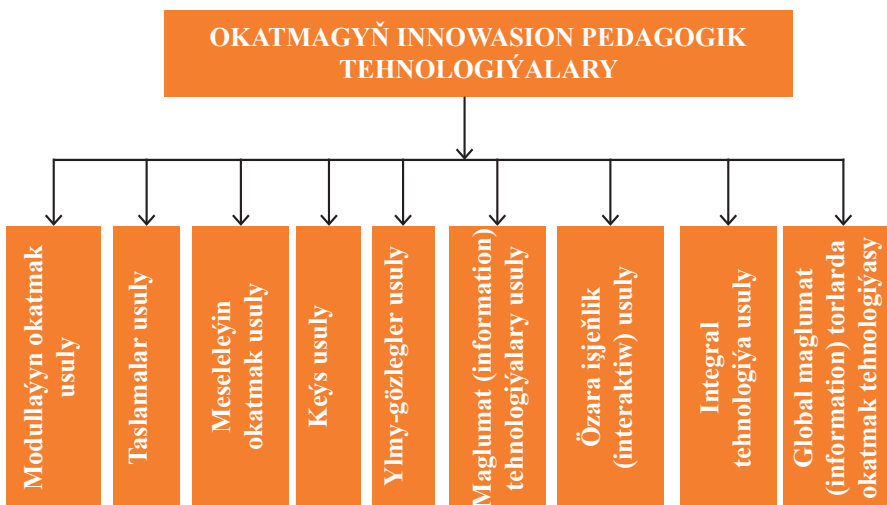 OKATMAGYŇ INNOWASION PEDAGOGIK
TEHNOLOGIÝALARY
Modullaýyn okatmak
usuly
Taslamalar usuly
Meseleleýin
okatmak usuly
Keýs usuly
Ylmy-gözlegler usuly
Maglumat (information)
tehnologiýalary usuly
Özara işjeňlik
(interaktiw) usuly
Integral
tehnologiýa usuly
Global maglumat
(information) torlarda
okatmak tehnologiýasy